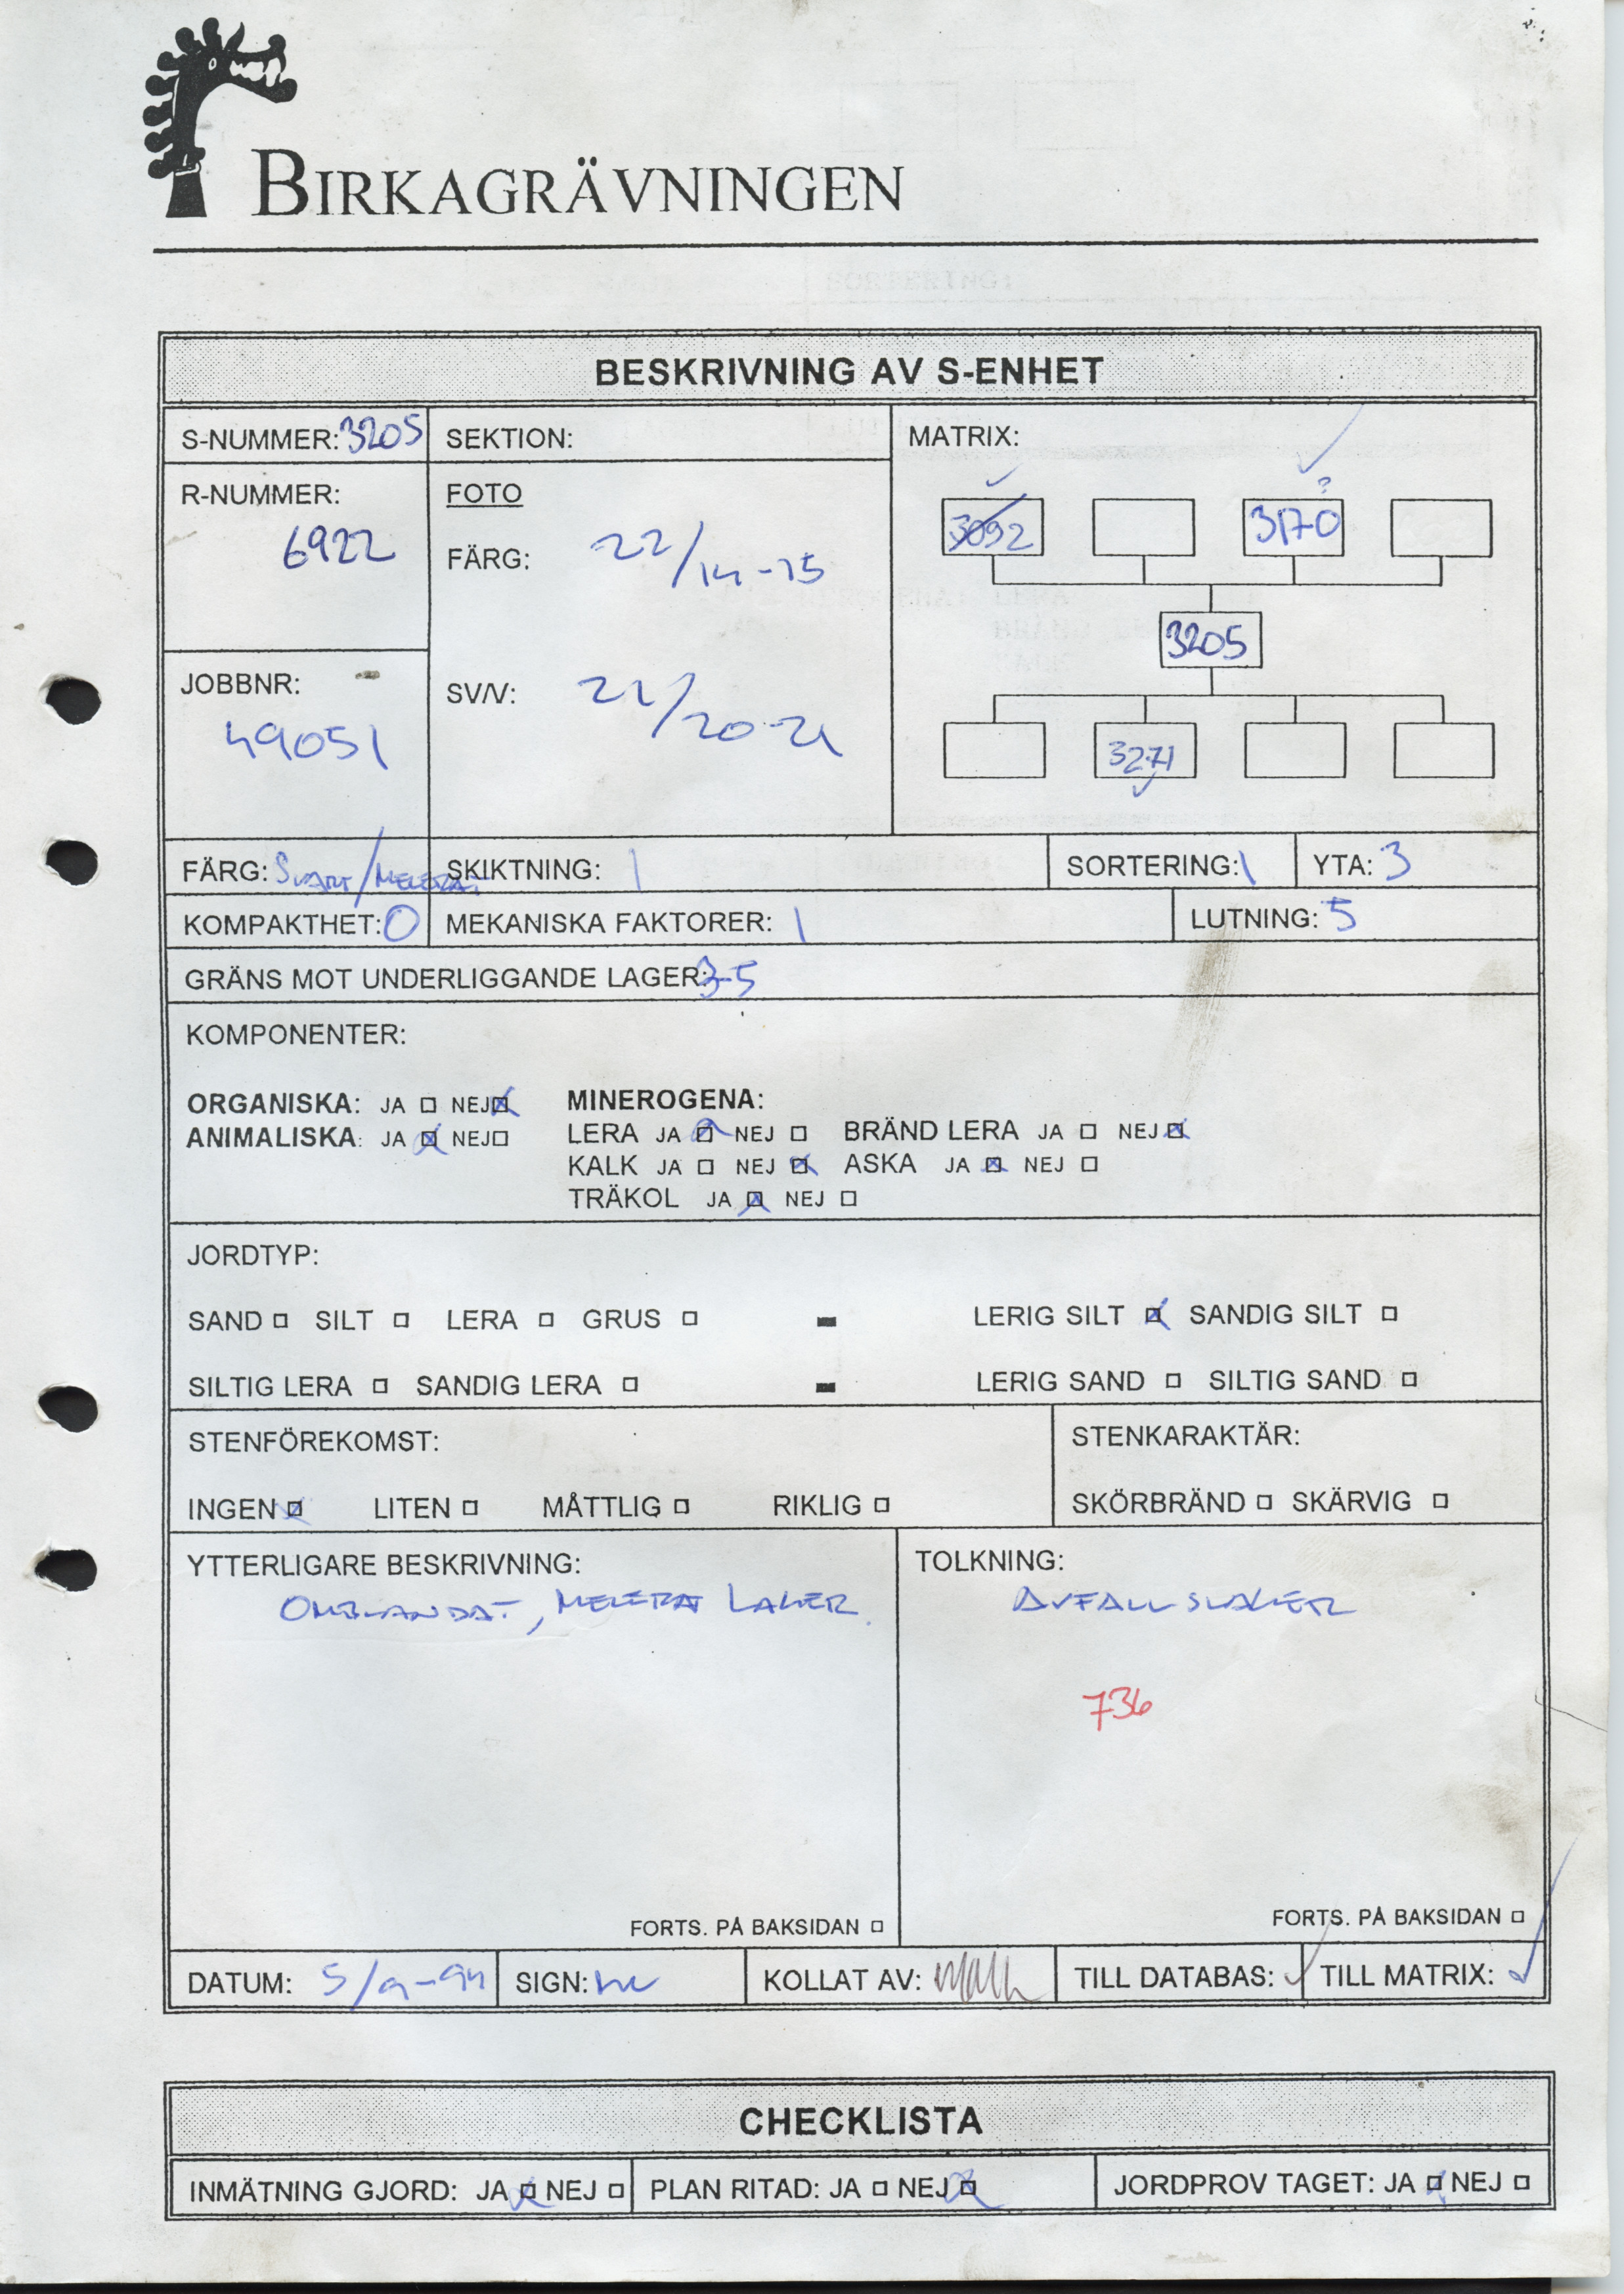 BIRKAGRÄVNINGEN
BESKRIVNING AV S-ENHET
S-NUMMER: 3205
SEKTION:
MATRIX:
R-NUMMER:
6922
FOTO
FÄRG: 22/14-15
SV/V: 22/20-21
JOBBNR:
49051
3092
3170
?
3205
3271
FÄRG: SVART/MELERAT
SKIKTNING: 1
SORTERING: 1
YTA: 3
KOMPAKTHET: 0
MEKANISKA FAKTORER: 1
LUTNING: 5
GRÄNS MOT UNDERLIGGANDE LAGER: 3-5
KOMPONENTER:
ORGANISKA: JA NEJ
ANIMALISKA: JA NEJ
MINEROGENA:
LERA JA NEJ BRÄND LERA JA NEJ
KALK JA NEJ ASKA JA NEJ
TRÄKOL JA NEJ
JORDTYP:
SAND SILT LERA GRUS - LERIG SILT SANDIG SILT
SILTIG LERA SANDIG LERA - LERIG SAND SILTIG SAND
STENFÖREKOMST:
INGEN LITEN MÅTTLIG RIKLIG
STENKARAKTÄR:
SKÖRBRÄND SKÄRVIG
YTTERLIGARE BESKRIVNING:
OMBLANDAT, MELERAT LAGER.
FORTS. PÅ BAKSIDAN
TOLKNING:
AVFALLSLAGER
736
FORTS. PÅ BAKSIDAN
DATUM: 5/9-94
SIGN:
KOLLAT AV:
TILL DATABAS:
TILL MATRIX:
CHECKLISTA
INMÄTNING GJORD: JA NEJ
PLAN RITAD: JA NEJ
JORDPROV TAGET: JA NEJ